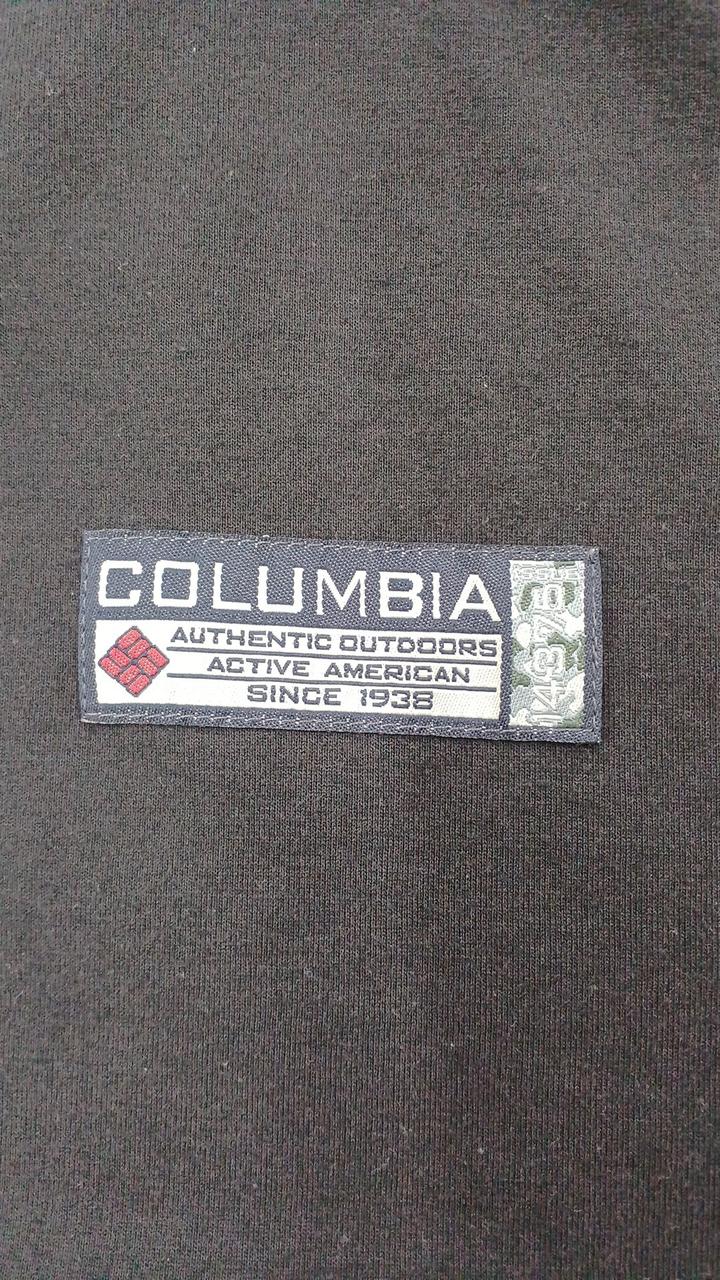 COLUMBIA
AUTHENTIC OUTDOORS
ACTIVE AMERICAN
SINCE 1938